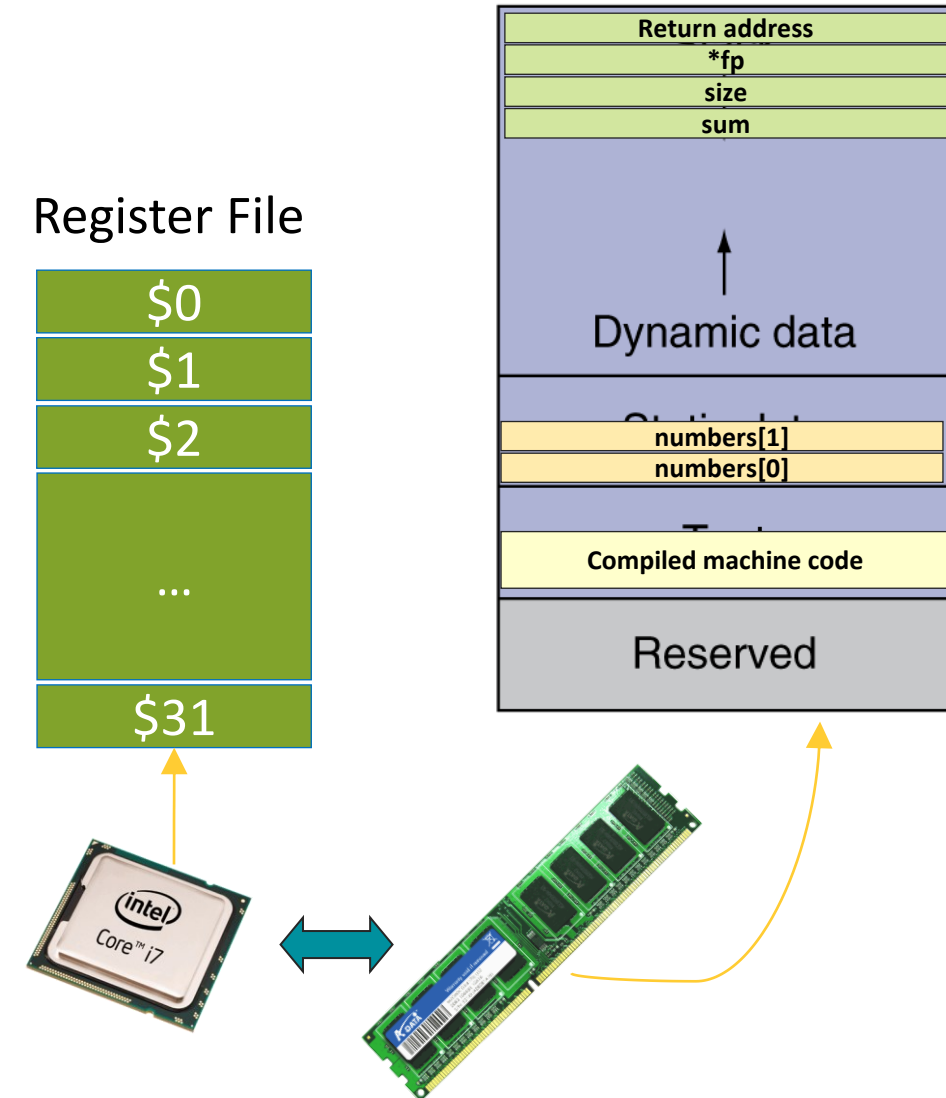 Return address
*fp
size
sum
Register File
$0
$1
$2
...
$31
Dynamic data
numbers[1]
numbers[0]
Compiled machine code
Reserved
intel
Core™ i7
ADATA